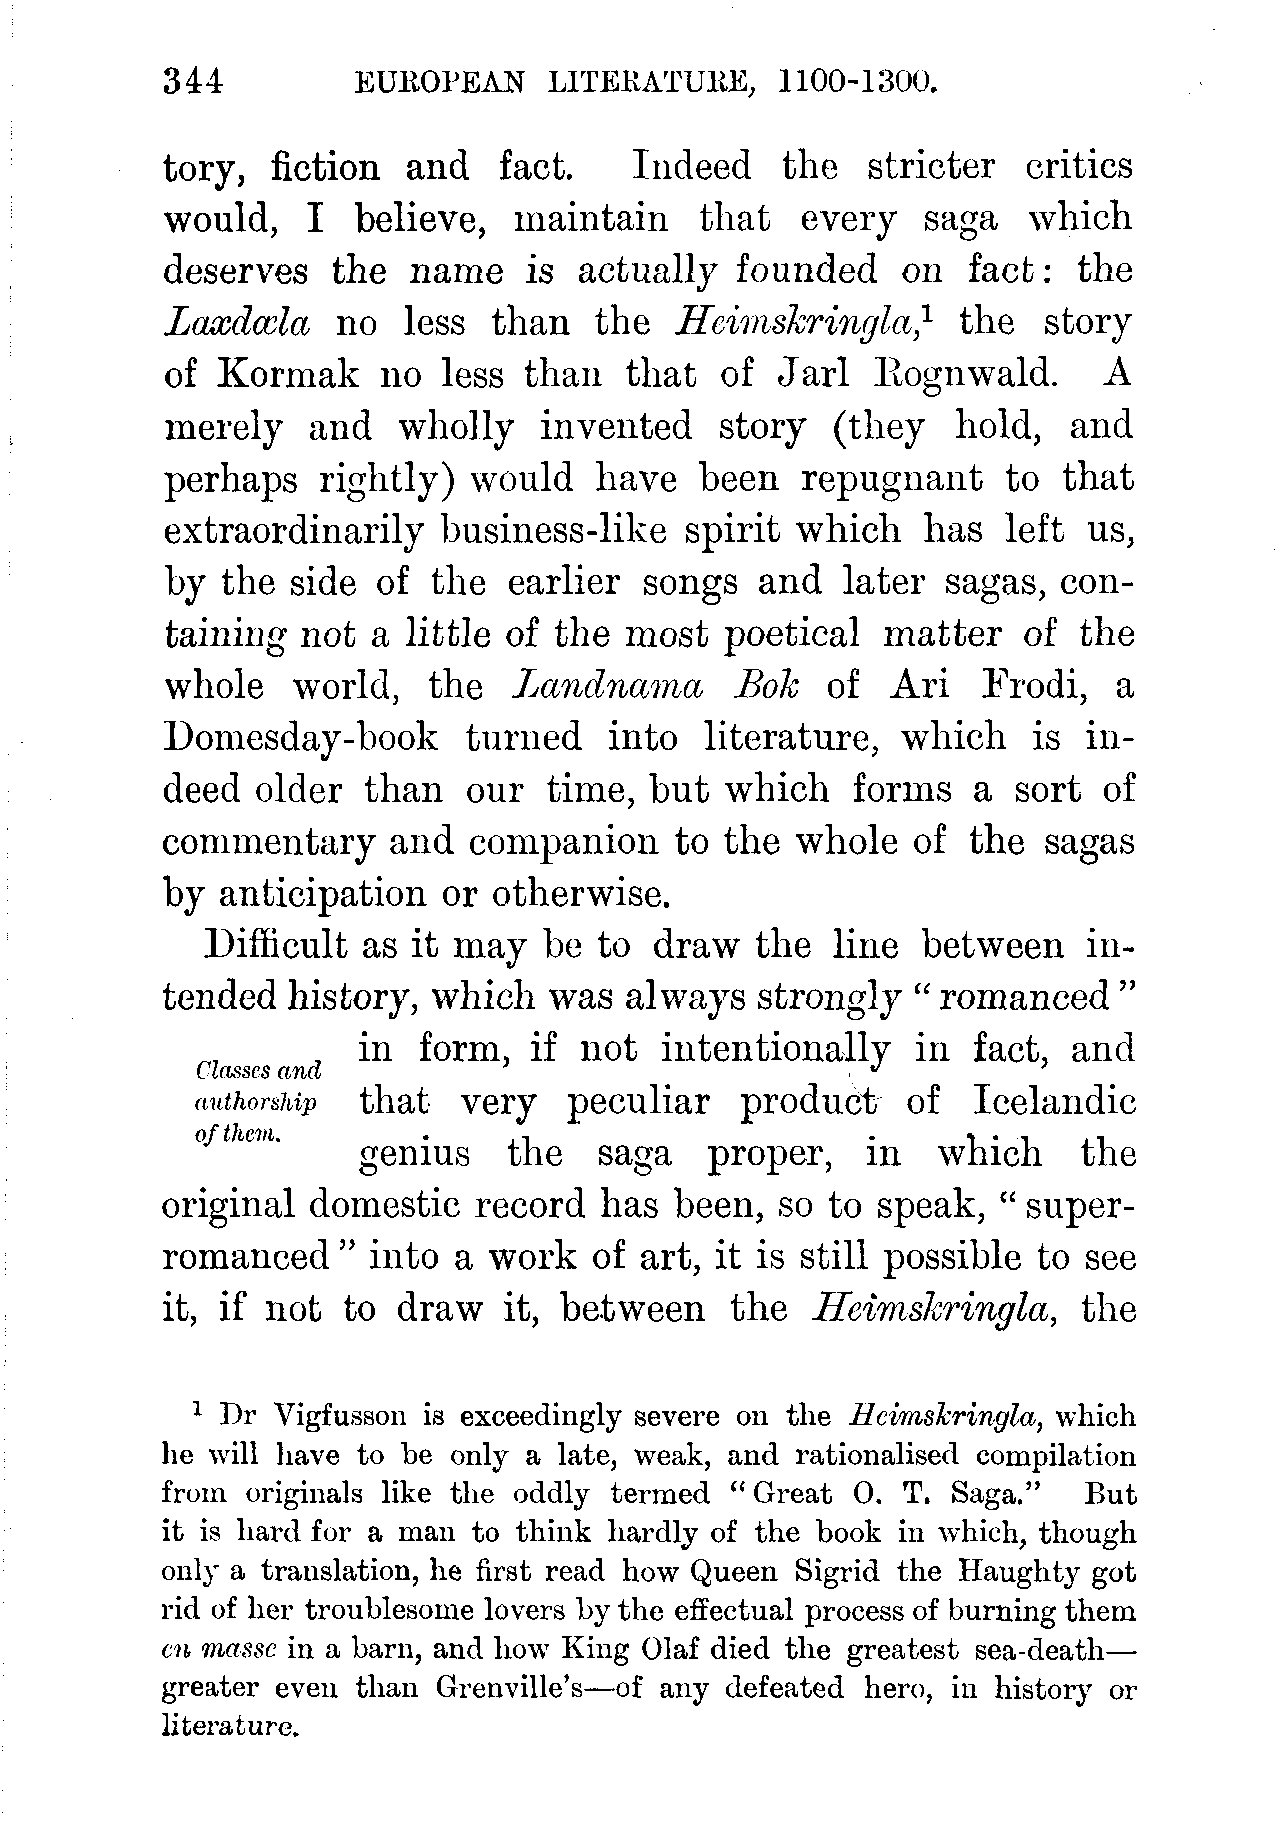 344 EUROPEAN LITERATURE, 1100-1300.
tory, fiction and fact. Indeed the stricter critics
would, I believe, maintain that every saga which
deserves the name is actually founded on fact: the
Laxdæla no less than the Heimskringla,¹ the story
of Kormak no less than that of Jarl Rognwald. A
merely and wholly invented story (they hold, and
perhaps rightly) would have been repugnant to that
extraordinarily business-like spirit which has left us,
by the side of the earlier songs and later sagas, con-
taining not a little of the most poetical matter of the
whole world, the Landnama Bok of Ari Frodi, a
Domesday-book turned into literature, which is in-
deed older than our time, but which forms a sort of
commentary and companion to the whole of the sagas
by anticipation or otherwise.
Difficult as it may be to draw the line between in-
tended history, which was always strongly “ romanced ”
Classes and
authorship
of them.
in form, if not intentionally in fact, and
that very peculiar product of Icelandic
genius the saga proper, in which the
original domestic record has been, so to speak, “ super-
romanced ” into a work of art, it is still possible to see
it, if not to draw it, between the Heimskringla, the
¹ Dr Vigfusson is exceedingly severe on the Heimskringla, which
he will have to be only a late, weak, and rationalised compilation
from originals like the oddly termed “ Great O. T. Saga.” But
it is hard for a man to think hardly of the book in which, though
only a translation, he first read how Queen Sigrid the Haughty got
rid of her troublesome lovers by the effectual process of burning them
en masse in a barn, and how King Olaf died the greatest sea-death—
greater even than Grenville’s—of any defeated hero, in history or
literature.